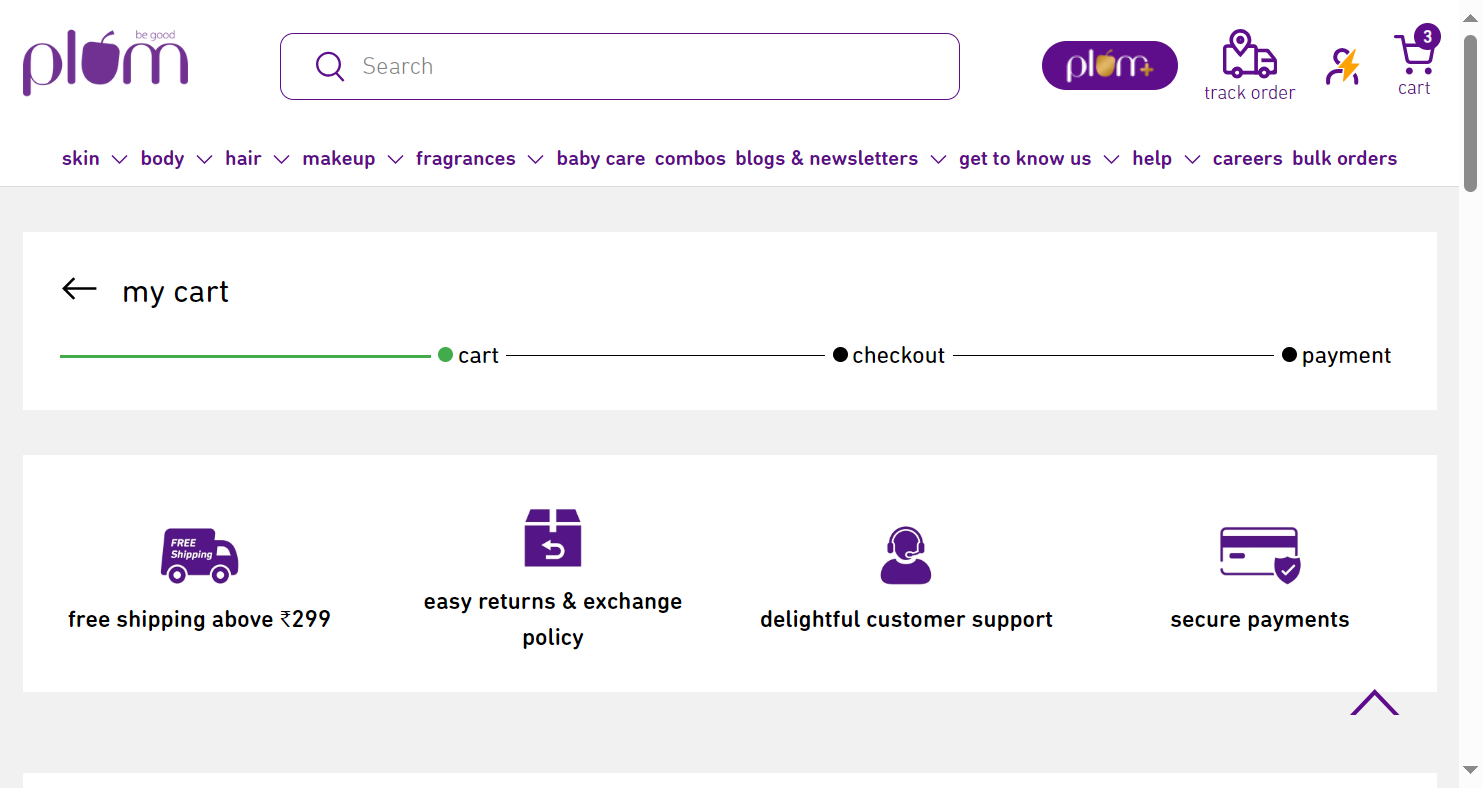 be good
plum
Search
plum+
track order
3
cart
skin body hair makeup fragrances baby care combos blogs & newsletters get to know us help careers bulk orders
my cart
cart checkout payment
FREE
Shipping
free shipping above ₹299
easy returns & exchange
policy
delightful customer support
secure payments